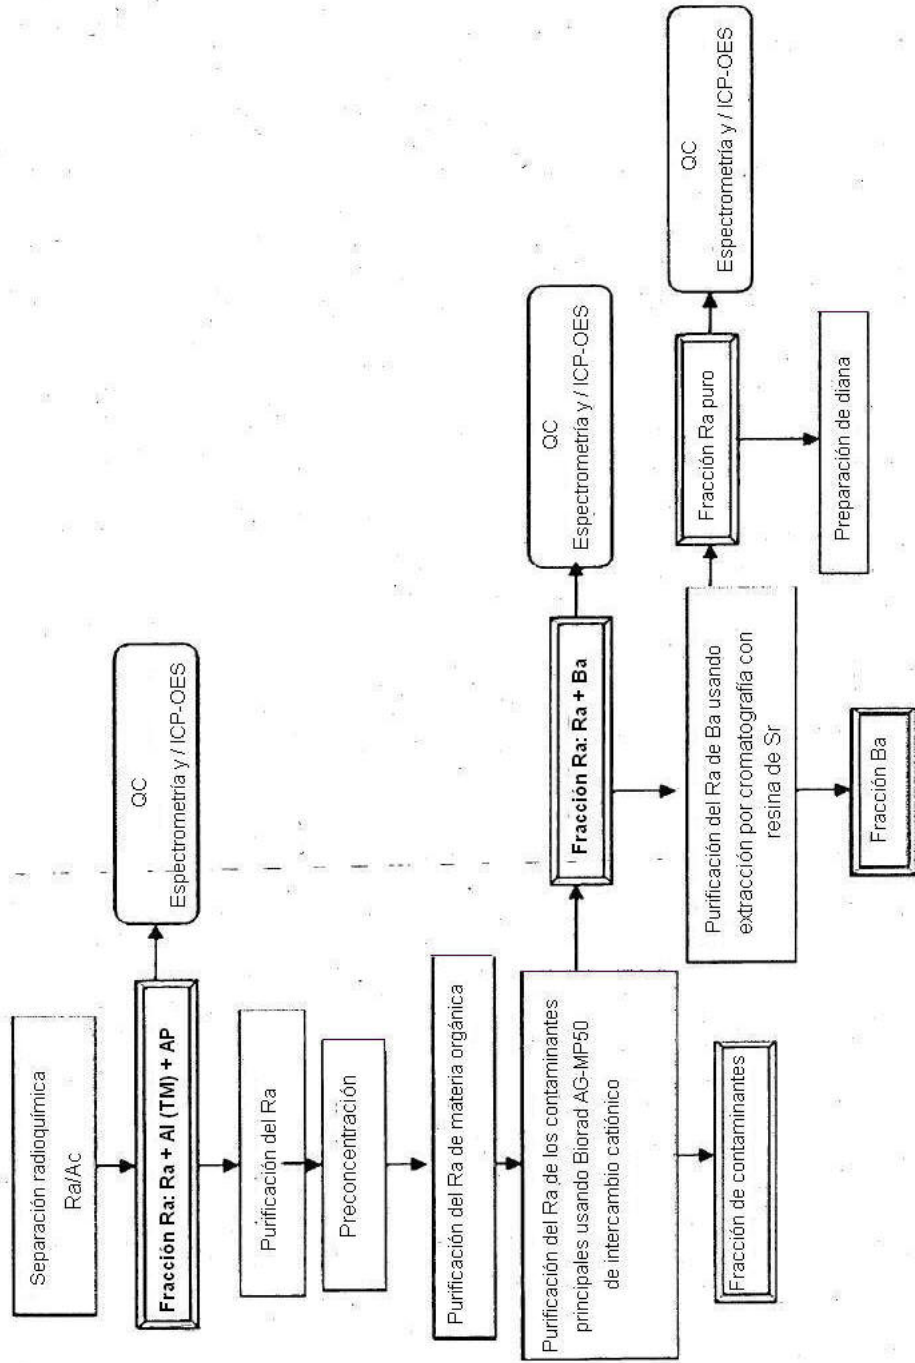 Separación radioquímica
Ra/Ac
Fracción Ra: Ra + Al (TM) + AP
QC
Espectrometría y / ICP-OES
Purificación del Ra
Preconcentración
Purificación del Ra de materia orgánica
Purificación del Ra de los contaminantes
principales usando Biorad AG-MP50
de intercambio catiónico
Fracción de contaminantes
Fracción Ra: Ra + Ba
QC
Espectrometría y / ICP-OES
Purificación del Ra de Ba usando
extracción por cromatografía con
resina de Sr
Fracción Ba
Fracción Ra puro
QC
Espectrometría y / ICP-OES
Preparación de diana